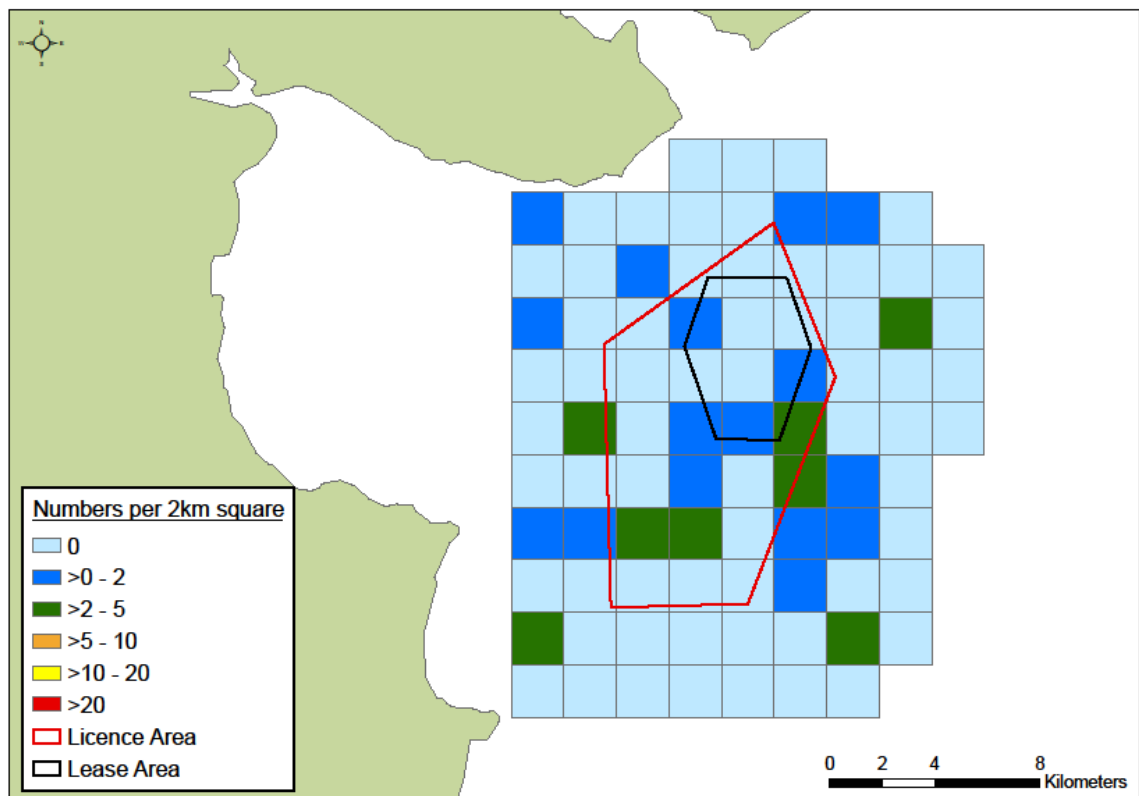 N
E
S
Numbers per 2km square
0
>0 - 2
>2 - 5
>5 - 10
>10 - 20
>20
Licence Area
Lease Area
0 2 4 8
Kilometers